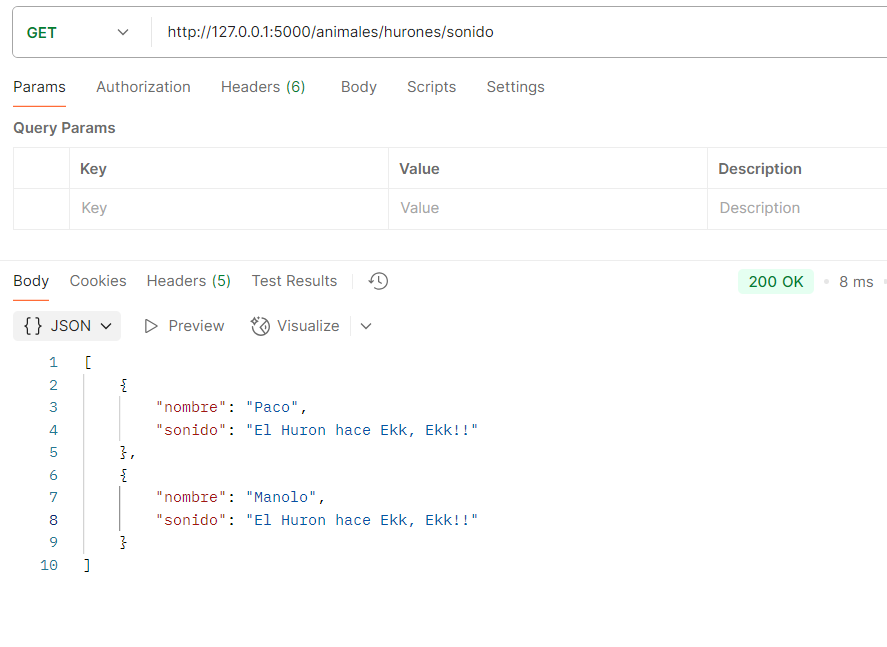 GET http://127.0.0.1:5000/animales/hurones/sonido
Params Authorization Headers (6) Body Scripts Settings
Query Params
Key Value Description
Key Value Description
Body Cookies Headers (5) Test Results 200 OK • 8 ms
{} JSON Preview Visualize
1 [
2 {
3 "nombre": "Paco",
4 "sonido": "El Huron hace Ekk, Ekk!!"
5 },
6 {
7 "nombre": "Manolo",
8 "sonido": "El Huron hace Ekk, Ekk!!"
9 }
10 ]